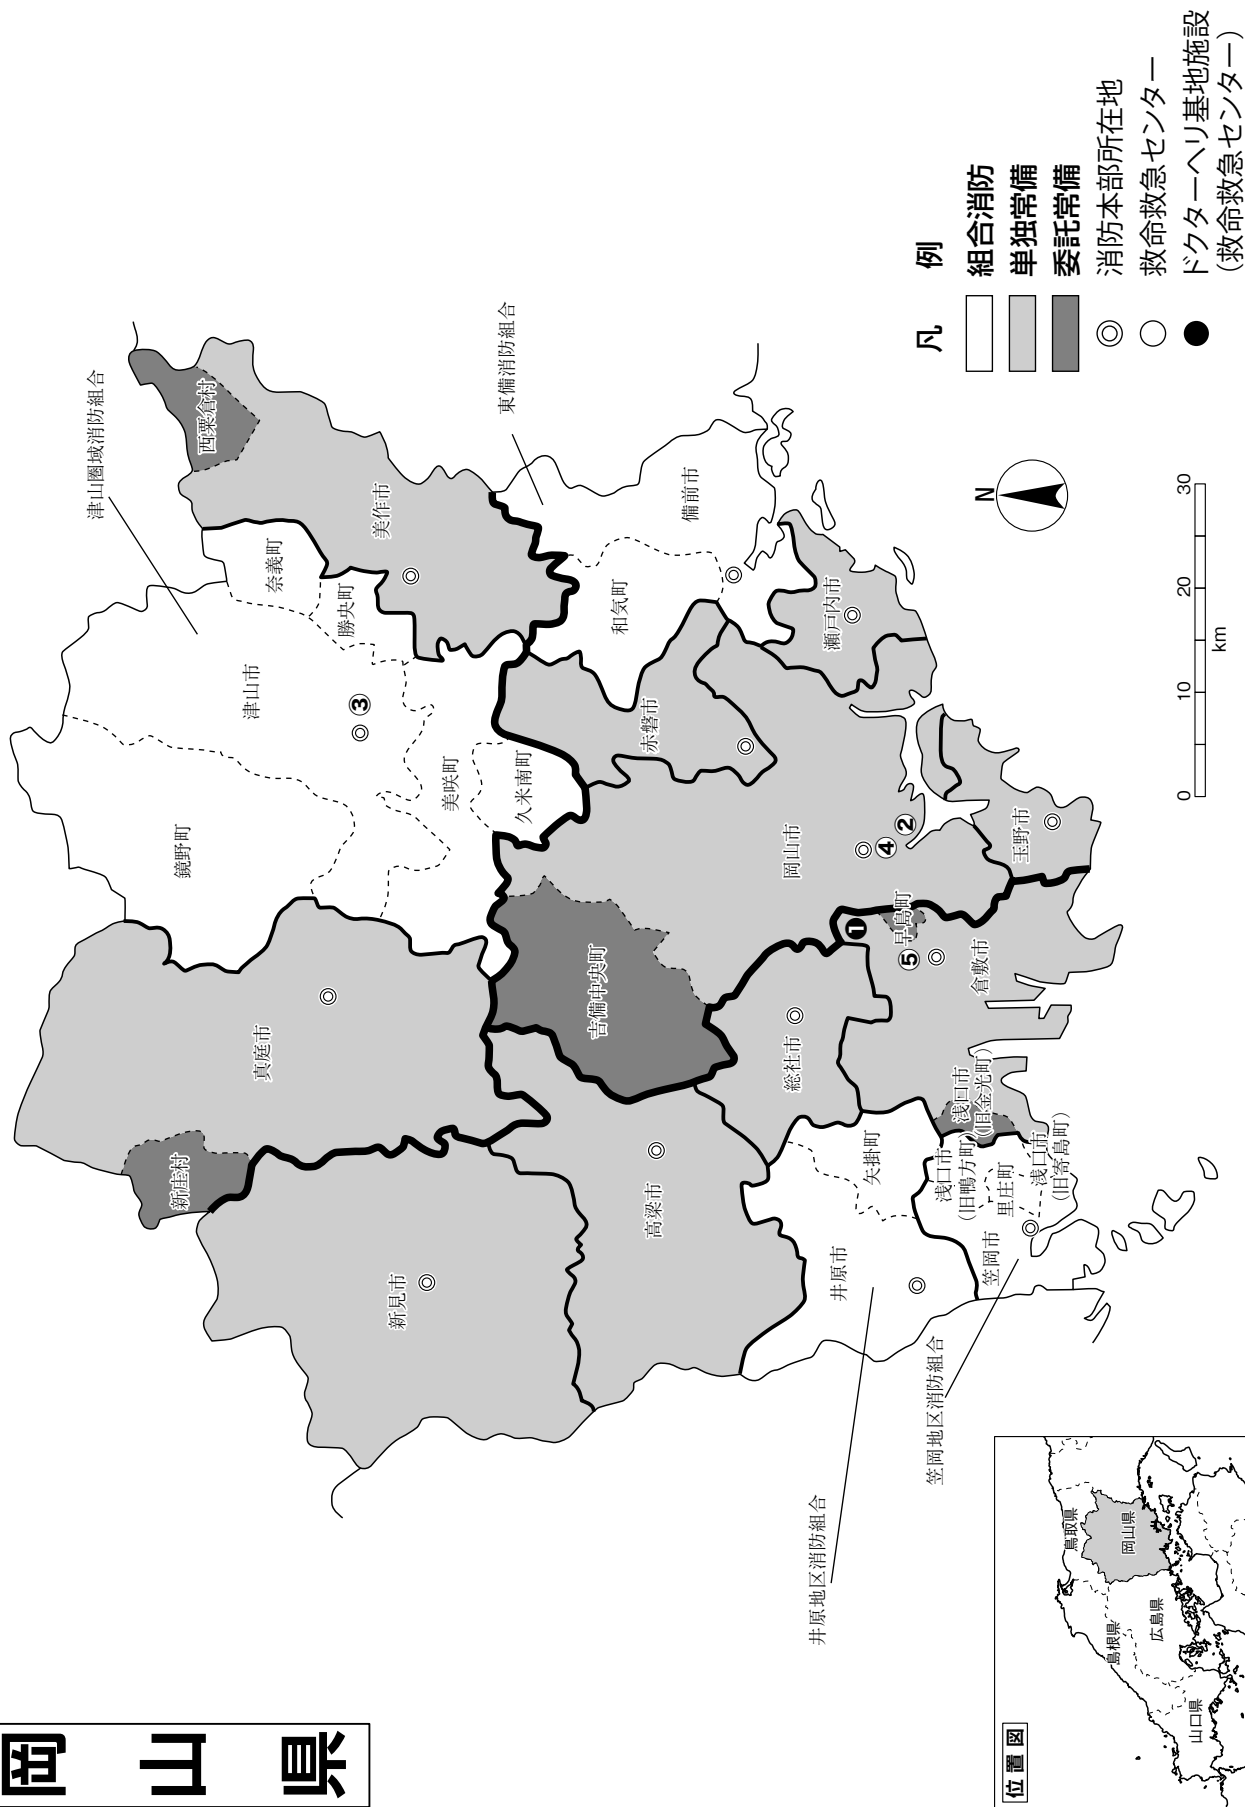 岡山県
津山圏域消防組合
西粟倉村
東備消防組合
奈義町
美作市
勝央町
津山市
③
鏡野町
美咲町
久米南町
和気町
備前市
赤磐市
瀬戸内市
真庭市
新庄村
吉備中央町
岡山市
④
②
玉野市
❶
早島町
⑤
倉敷市
総社市
新見市
高梁市
矢掛町
井原市
浅口市
(旧金光町)
浅口市
(旧鴨方町)
里庄町
浅口市
(旧寄島町)
笠岡市
笠岡地区消防組合
井原地区消防組合
凡例
組合消防
単独常備
委託常備
消防本部所在地
救命救急センター
ドクターヘリ基地施設
(救命救急センター)
N
0 10 20 30
km
位置図
鳥取県
岡山県
島根県
広島県
山口県